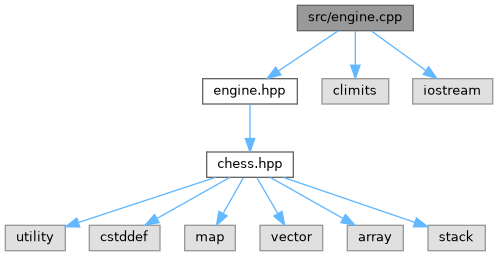 src/engine.cpp
engine.hpp
climits
iostream
chess.hpp
utility
cstddef
map
vector
array
stack